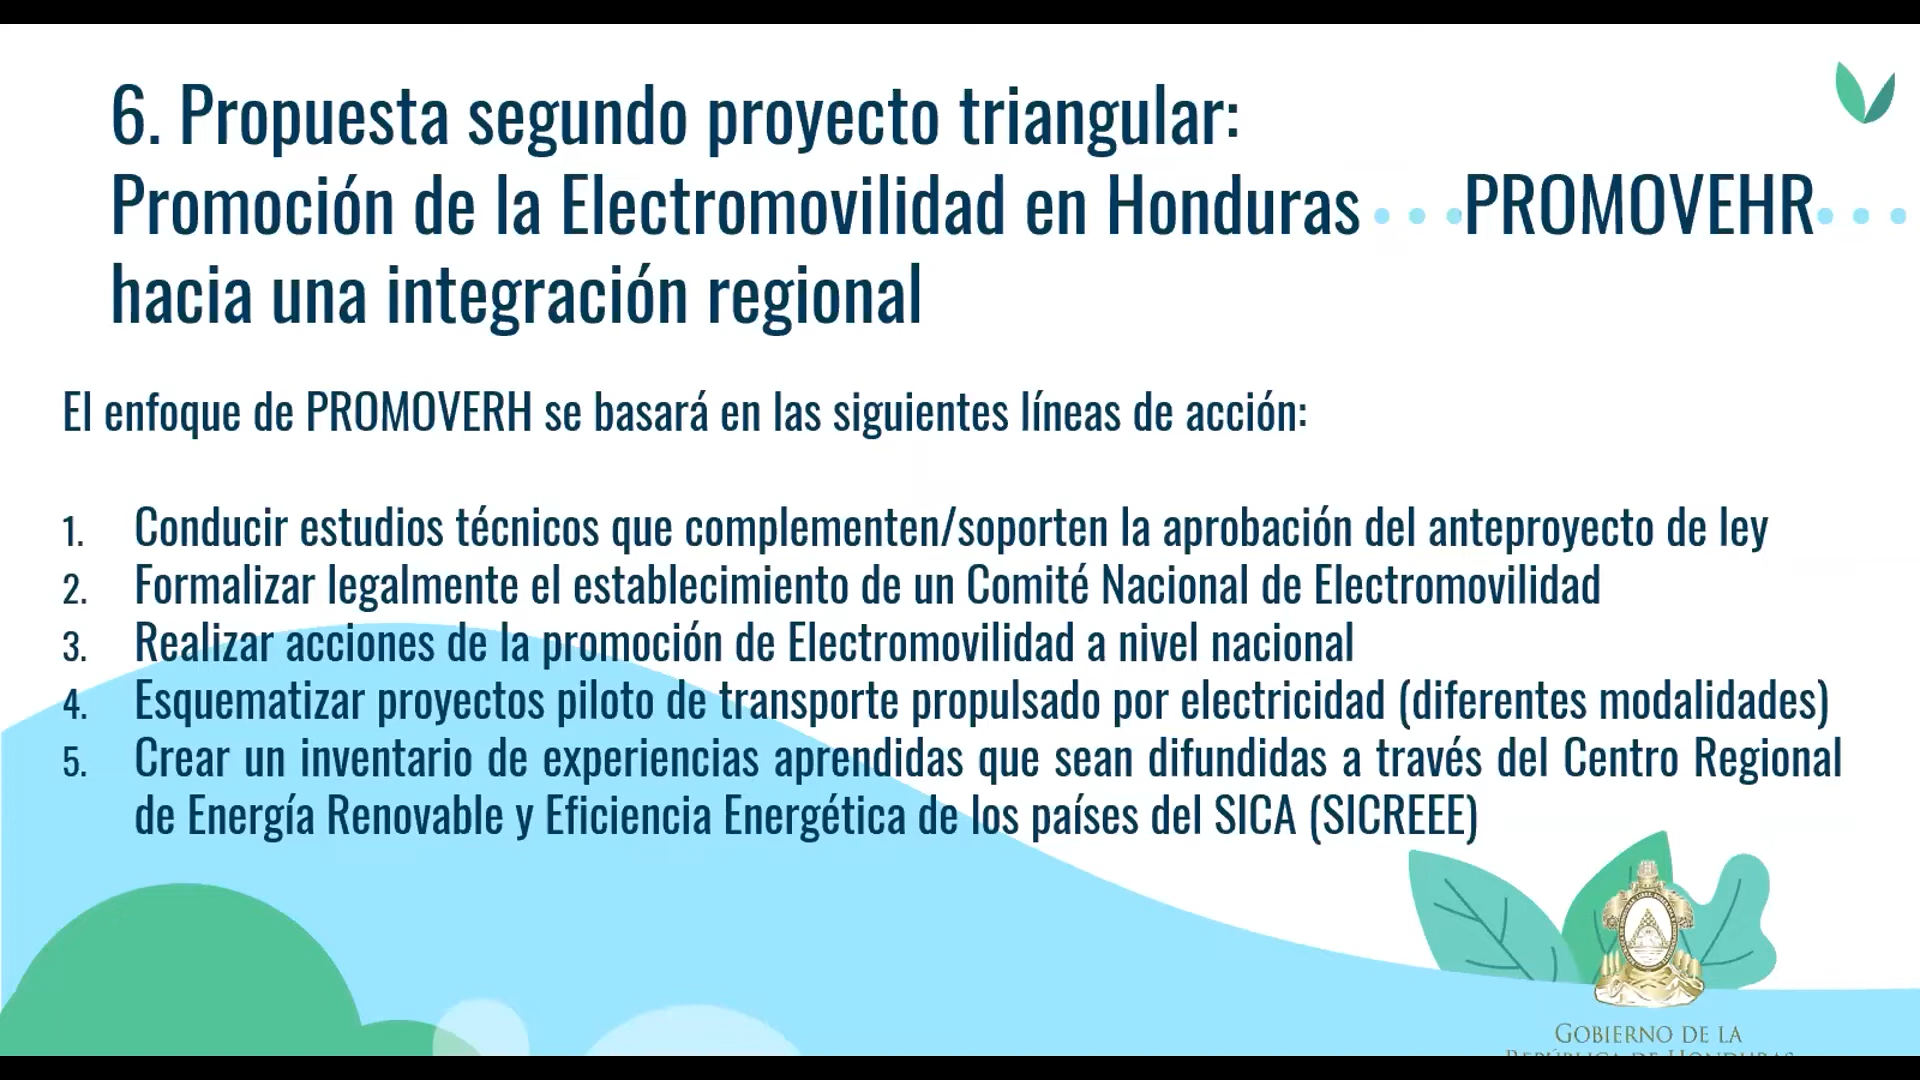 6. Propuesta segundo proyecto triangular:
Promoción de la Electromovilidad en Honduras PROMOVEHR
hacia una integración regional
El enfoque de PROMOVERH se basará en las siguientes líneas de acción:
1. Conducir estudios técnicos que complementen/soporten la aprobación del anteproyecto de ley
2. Formalizar legalmente el establecimiento de un Comité Nacional de Electromovilidad
3. Realizar acciones de la promoción de Electromovilidad a nivel nacional
4. Esquematizar proyectos piloto de transporte propulsado por electricidad (diferentes modalidades)
5. Crear un inventario de experiencias aprendidas que sean difundidas a través del Centro Regional
de Energía Renovable y Eficiencia Energética de los países del SICA (SICREEE)
GOBIERNO DE LA
REPÚBLICA DE HONDURAS